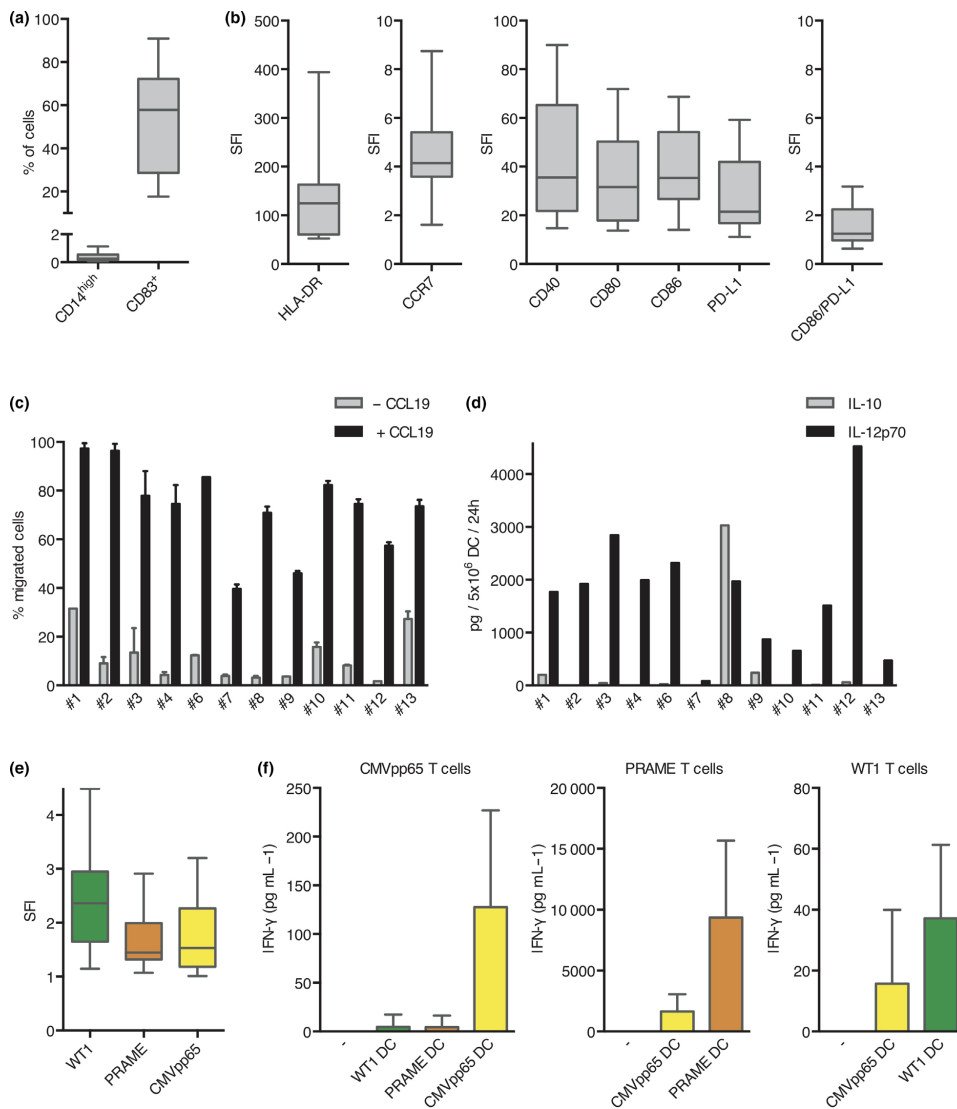 (a)
% of cells
100
80
60
40
20
2
0
CD14high
CD83+
(b)
SFI
500
400
300
200
100
0
HLA-DR
SFI
10
8
6
4
2
0
CCR7
SFI
100
80
60
40
20
0
CD40
CD80
CD86
PD-L1
SFI
10
8
6
4
2
0
CD86/PD-L1
(c)
− CCL19
+ CCL19
% migrated cells
100
80
60
40
20
0
#1
#2
#3
#4
#6
#7
#8
#9
#10
#11
#12
#13
(d)
IL-10
IL-12p70
pg / 5x10⁶ DC / 24h
4000
3000
2000
1000
0
#1
#2
#3
#4
#6
#7
#8
#9
#10
#11
#12
#13
(e)
SFI
4
3
2
1
0
WT1
PRAME
CMVpp65
(f)
CMVpp65 T cells
IFN-γ (pg mL−1)
250
200
150
100
50
0
-
WT1 DC
PRAME DC
CMVpp65 DC
PRAME T cells
IFN-γ (pg mL−1)
20 000
15 000
10 000
5000
0
-
CMVpp65 DC
PRAME DC
WT1 T cells
IFN-γ (pg mL−1)
80
60
40
20
0
-
CMVpp65 DC
WT1 DC